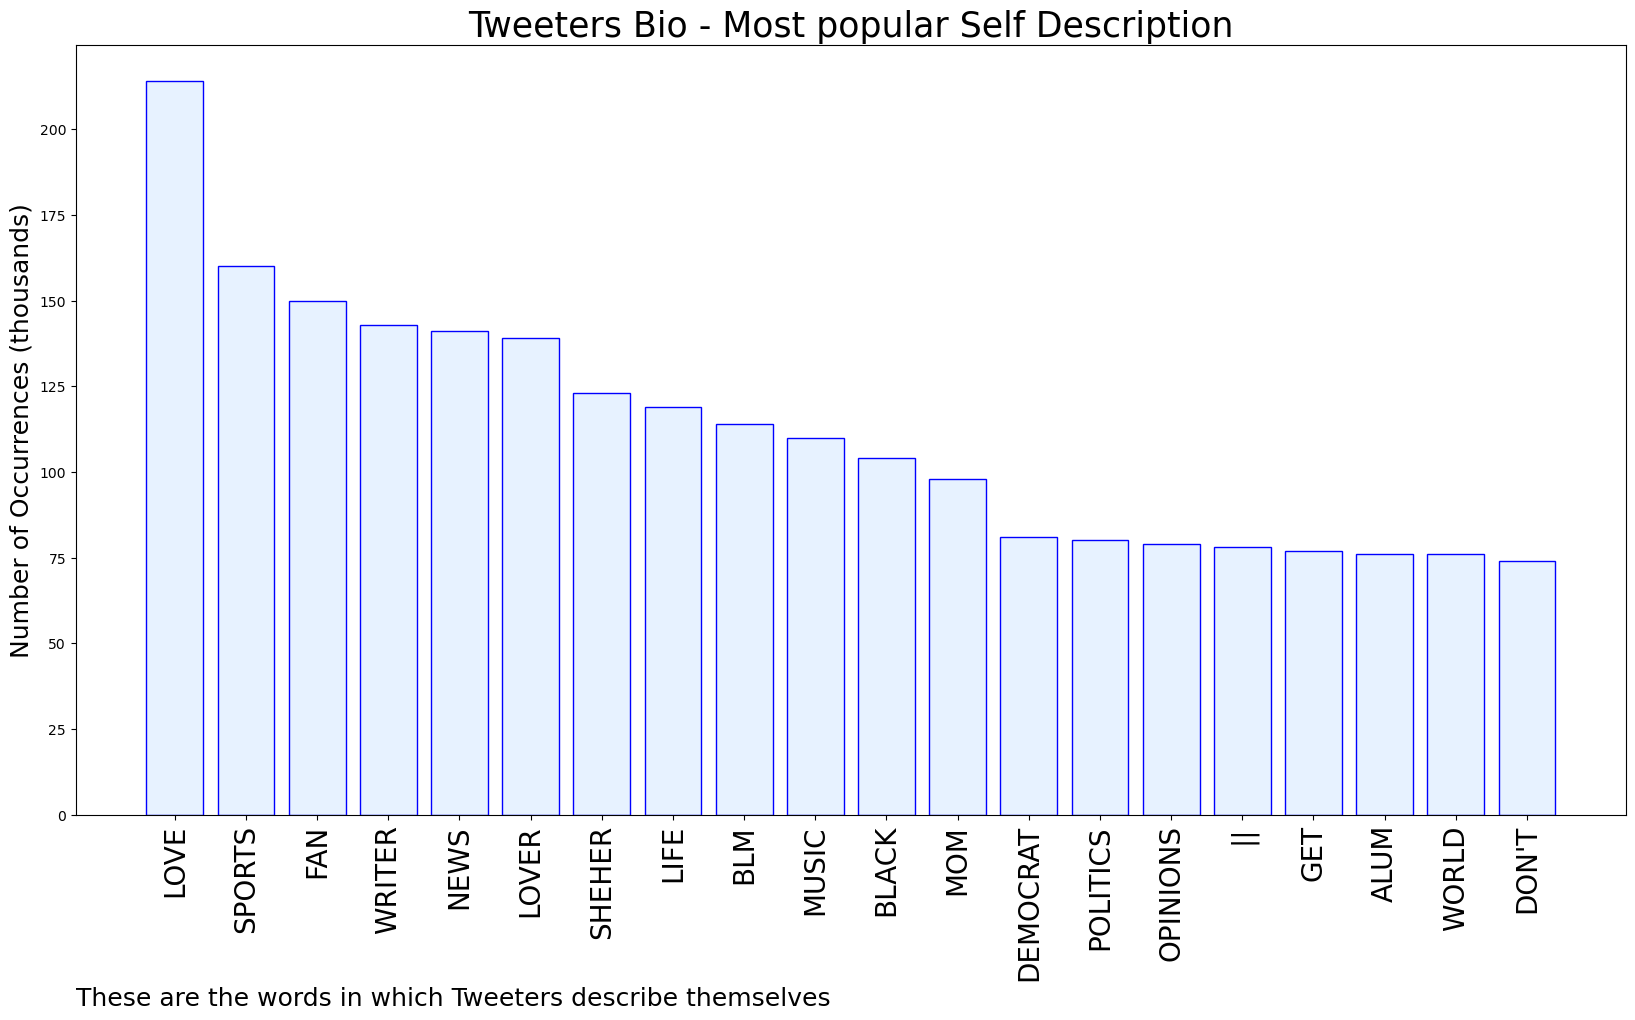 Tweeters Bio - Most popular Self Description
Number of Occurrences (thousands)
200
175
150
125
100
75
50
25
0
LOVE
SPORTS
FAN
WRITER
NEWS
LOVER
SHEHER
LIFE
BLM
MUSIC
BLACK
MOM
DEMOCRAT
POLITICS
OPINIONS
||
GET
ALUM
WORLD
DON'T
These are the words in which Tweeters describe themselves